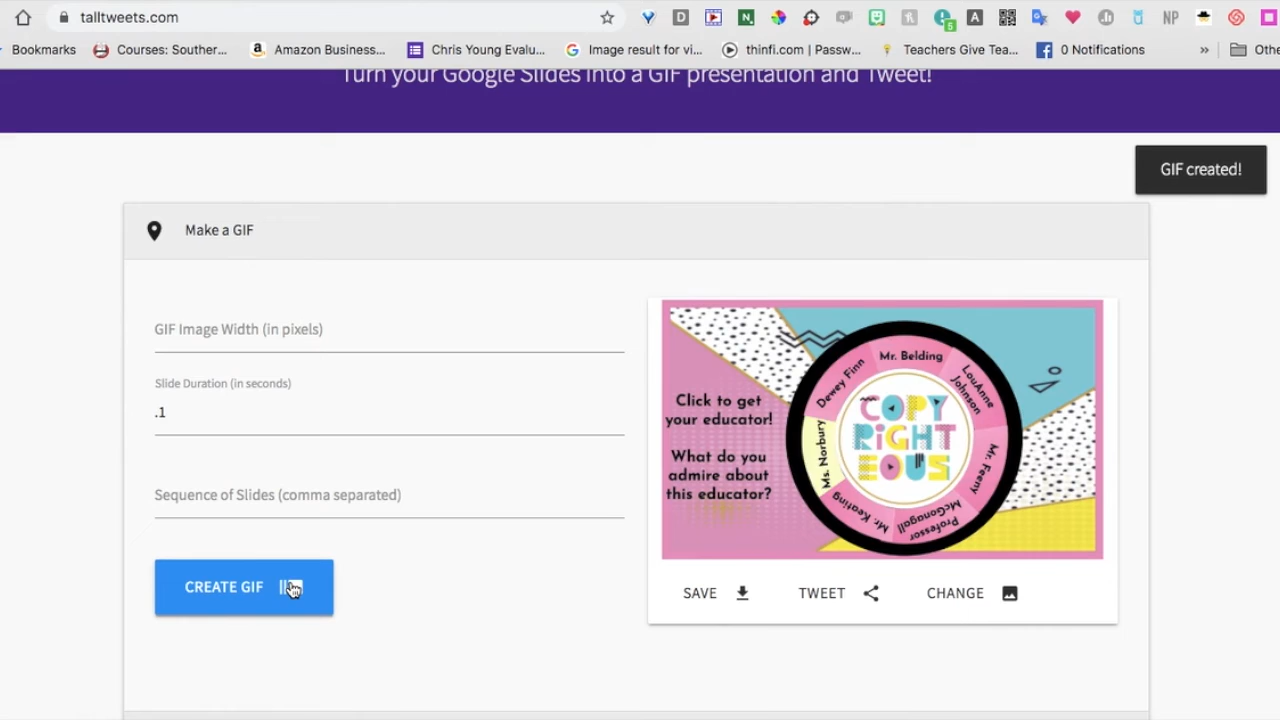 talltweets.com
5
NP
Bookmarks
Courses: Souther...
Amazon Business...
Chris Young Evalu...
Image result for vi...
thinfi.com | Passw...
Teachers Give Tea...
0 Notifications
»
Othe
Turn your Google Slides into a GIF presentation and Tweet!
GIF created!
Make a GIF
GIF Image Width (in pixels)
Slide Duration (in seconds)
.1
Sequence of Slides (comma separated)
CREATE GIF
Click to get
your educator!
What do you
admire about
this educator?
Mr. Belding
LouAnne
Johnson
Mr. Feeny
Professor
McGonagall
Mr. Keating
Ms. Norbury
Dewey Finn
COPY
RiGHT
EOUS
SAVE
TWEET
CHANGE